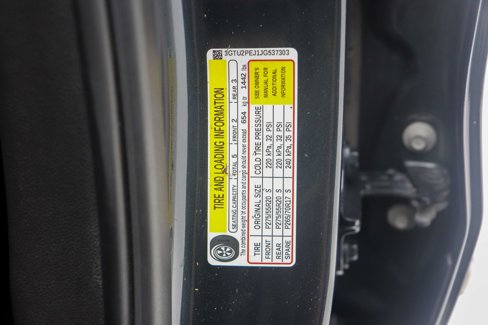 3GTU2PEJ1JG537303
TIRE AND LOADING INFORMATION
SEATING CAPACITY TOTAL 5 FRONT 2 REAR 3
The combined weight of occupants and cargo should never exceed 654 kg or 1442 lbs.
TIRE ORIGINAL SIZE COLD TIRE PRESSURE
FRONT P275/55R20 S 220 kPa, 32 PSI
REAR P275/55R20 S 220 kPa, 32 PSI
SPARE P265/70R17 S 240 kPa, 35 PSI
SEE OWNER'S
MANUAL FOR
ADDITIONAL
INFORMATION